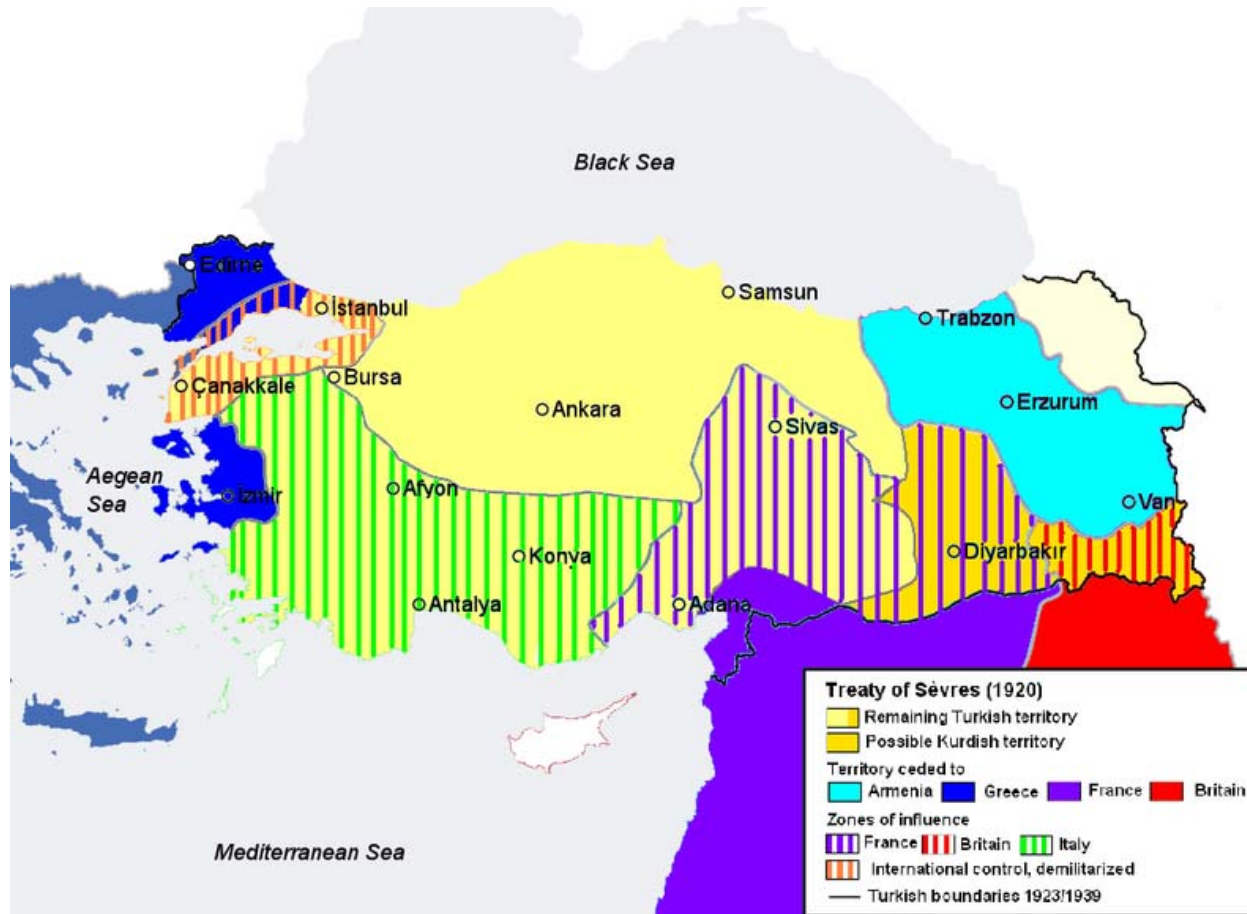 Black Sea
Edirne
İstanbul
Samsun
Trabzon
Çanakkale
Bursa
Ankara
Erzurum
Sivas
Aegean
Sea
İzmir
Afyon
Van
Konya
Diyarbakır
Antalya
Adana
Mediterranean Sea
Treaty of Sèvres (1920)
Remaining Turkish territory
Possible Kurdish territory
Territory ceded to
Armenia Greece France Britain
Zones of influence
France Britain Italy
International control, demilitarized
Turkish boundaries 1923/1939